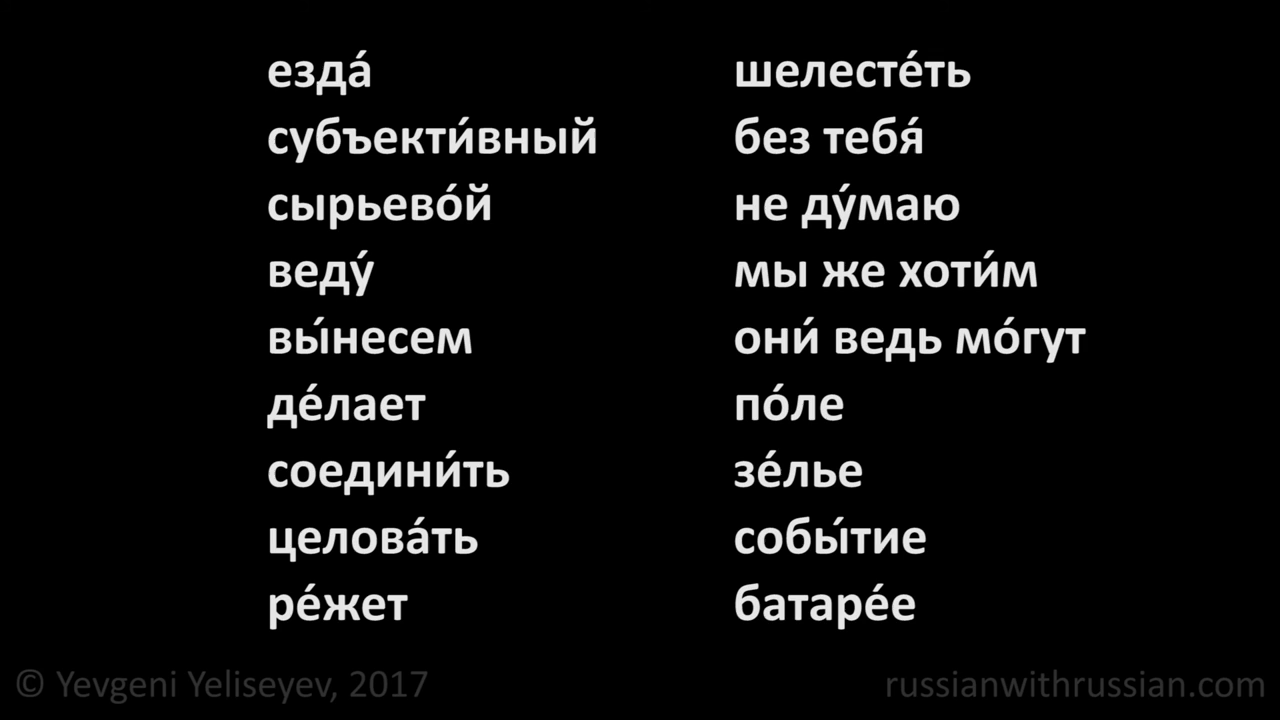 езда́
субъекти́вный
сырьево́й
веду́
вы́несем
де́лает
соедини́ть
целова́ть
ре́жет
шелесте́ть
без тебя́
не ду́маю
мы же хоти́м
они́ ведь мо́гут
по́ле
зе́лье
собы́тие
батаре́е
© Yevgeni Yeliseyev, 2017
russianwithrussian.com